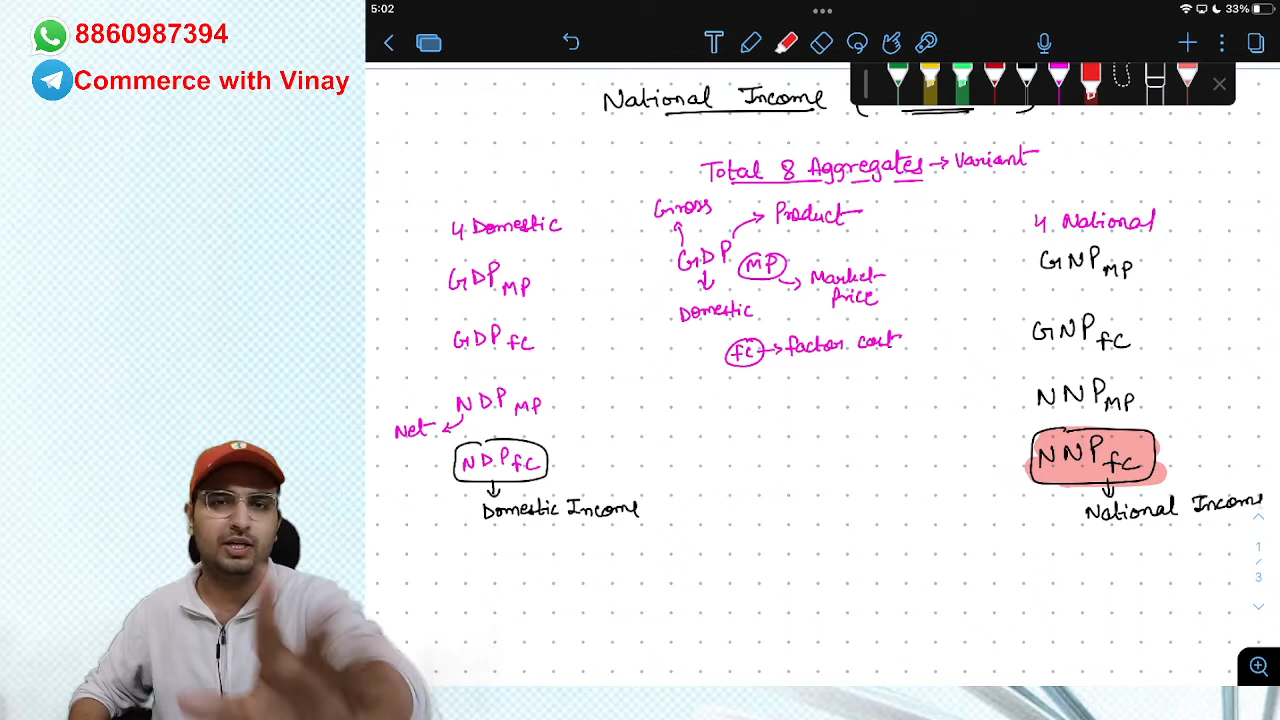 8860987394
Commerce with Vinay
5:02
33%
T
National Income
Total 8 Aggregates → Variant
4 Domestic
GDP MP
GDP fc
NDP MP
Net
NDP fc
Domestic Income
Gross
Product
GDP MP
Market Price
Domestic
fc → factor cost
4 National
GNP MP
GNP fc
NNP MP
NNP fc
National Income
1
/
3